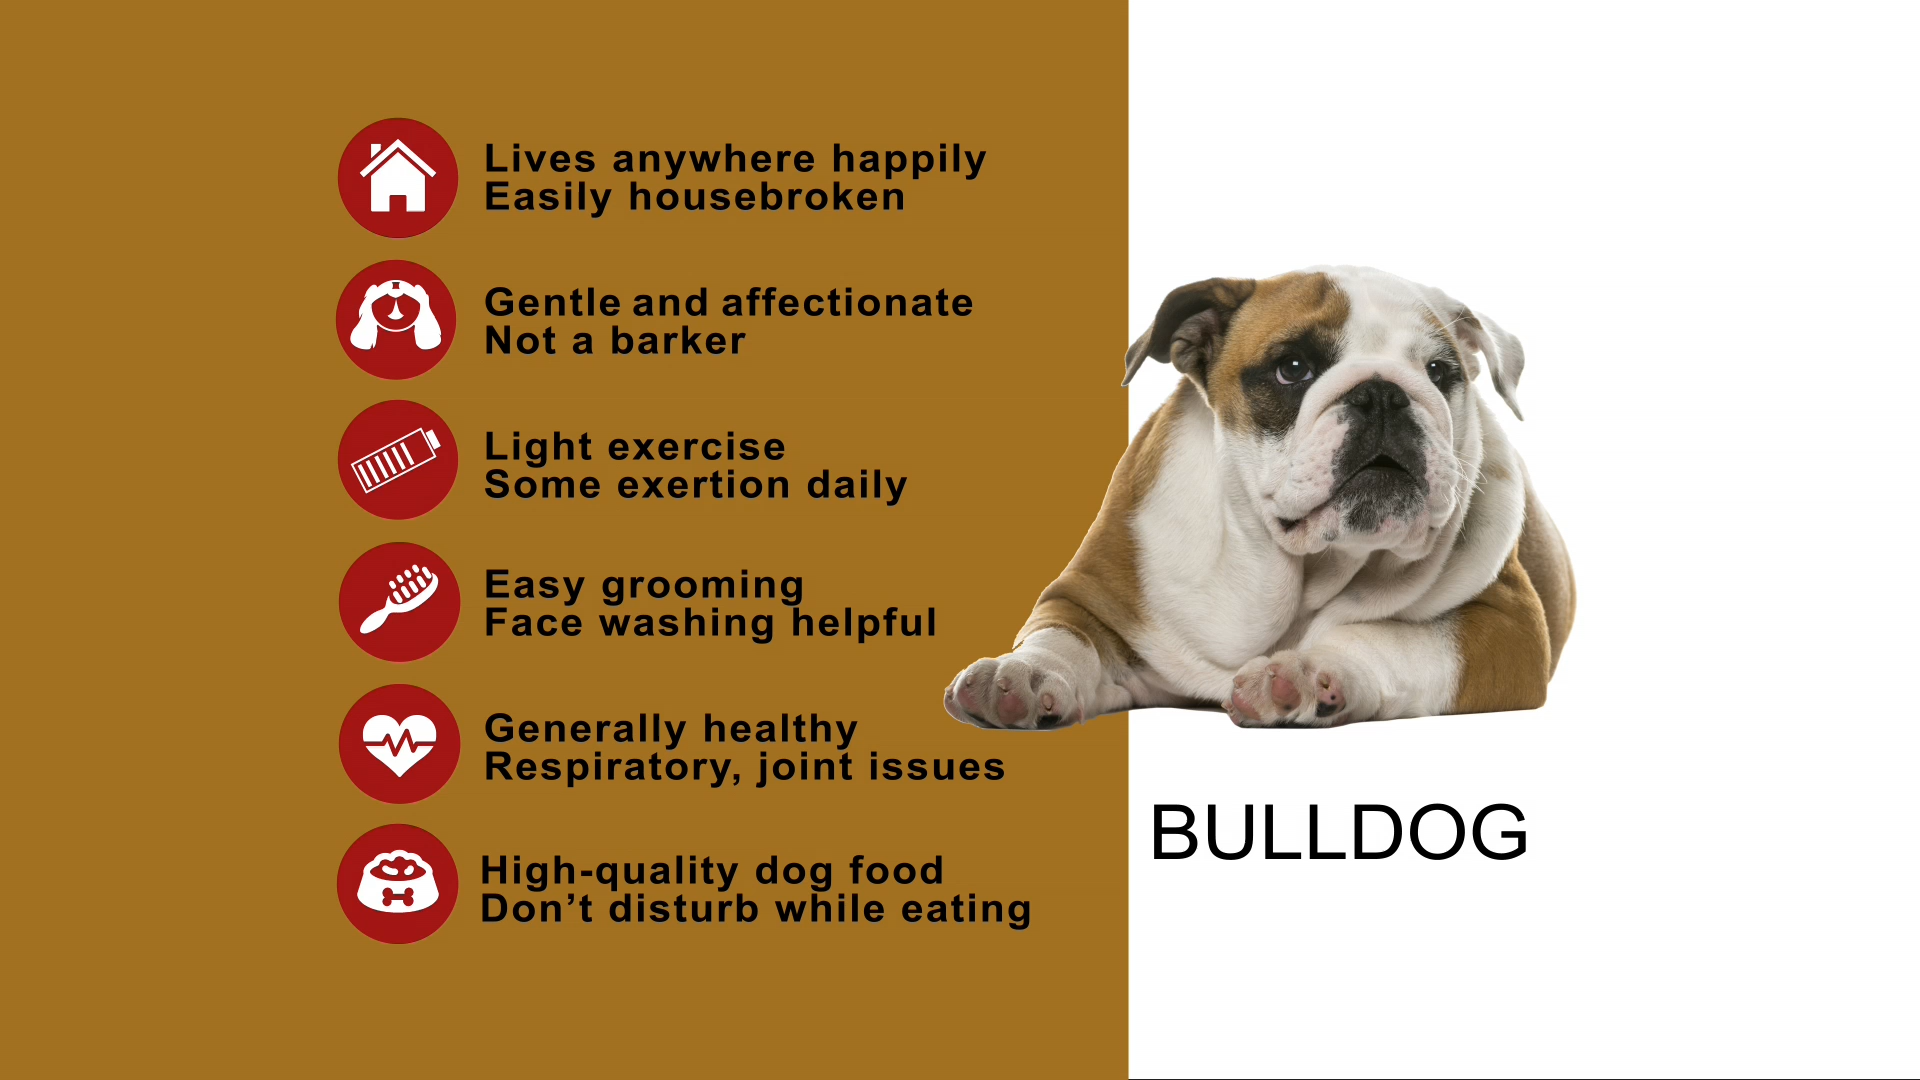 Lives anywhere happily
Easily housebroken
Gentle and affectionate
Not a barker
Light exercise
Some exertion daily
Easy grooming
Face washing helpful
Generally healthy
Respiratory, joint issues
High-quality dog food
Don’t disturb while eating
BULLDOG